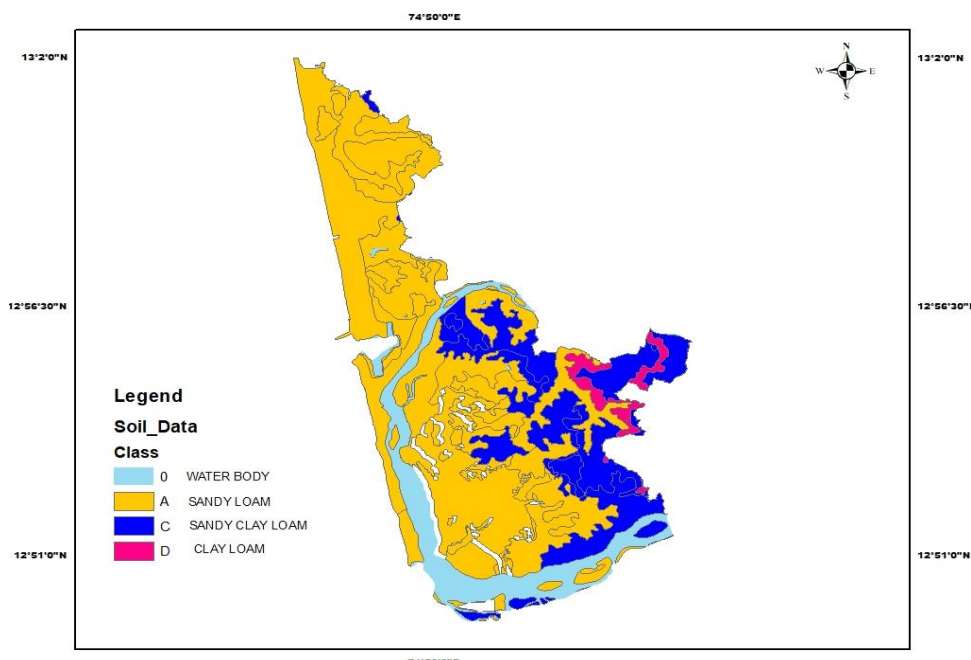 74°50'0"E
13°2'0"N
13°2'0"N
N
W E
S
12°56'30"N
12°56'30"N
Legend
Soil_Data
Class
0 WATER BODY
A SANDY LOAM
C SANDY CLAY LOAM
D CLAY LOAM
12°51'0"N
12°51'0"N